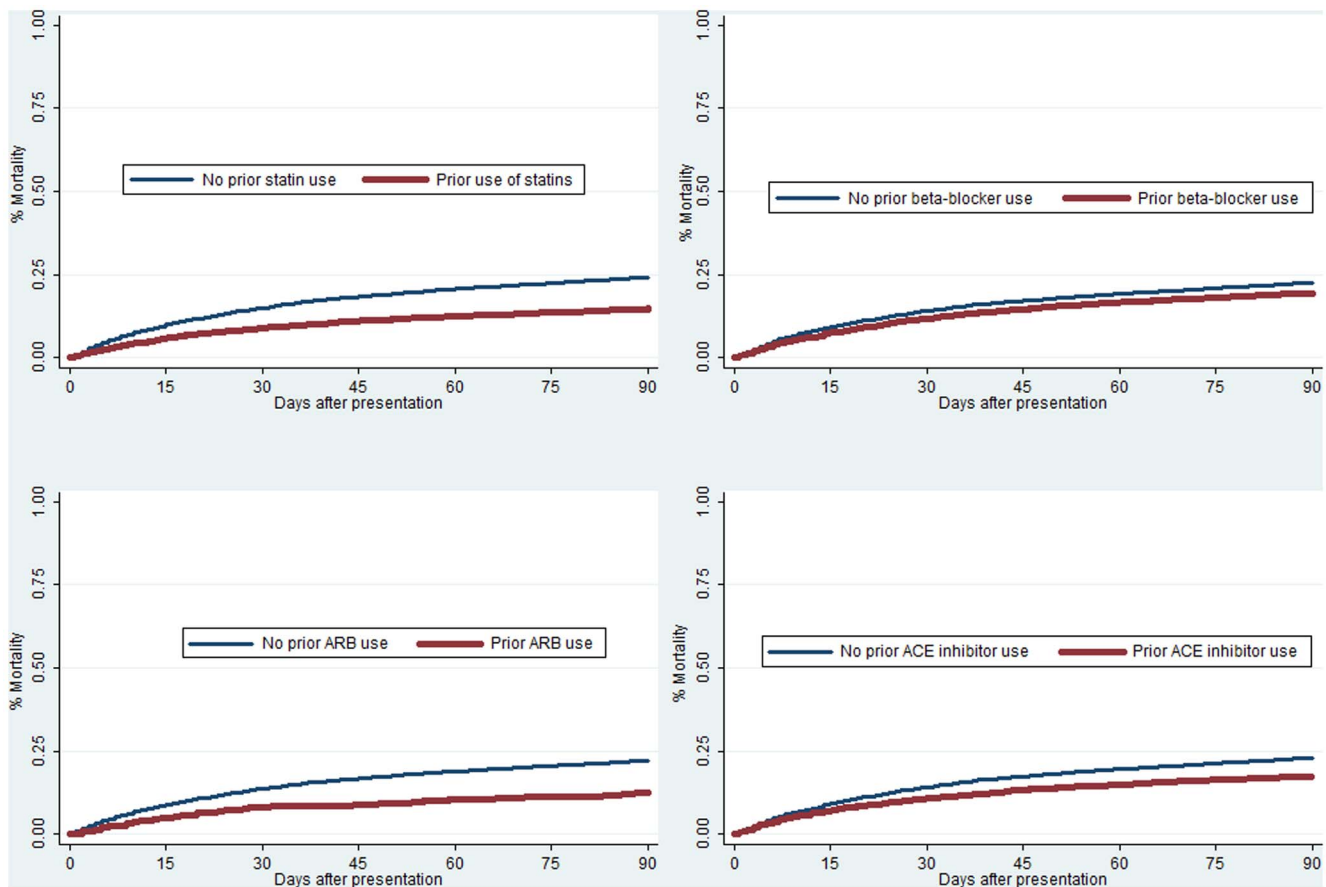 1.00
0.75
0.50
0.25
0.00
% Mortality
No prior statin use Prior use of statins
0 15 30 45 60 75 90
Days after presentation
1.00
0.75
0.50
0.25
0.00
% Mortality
No prior beta-blocker use Prior beta-blocker use
0 15 30 45 60 75 90
Days after presentation
1.00
0.75
0.50
0.25
0.00
% Mortality
No prior ARB use Prior ARB use
0 15 30 45 60 75 90
Days after presentation
1.00
0.75
0.50
0.25
0.00
% Mortality
No prior ACE inhibitor use Prior ACE inhibitor use
0 15 30 45 60 75 90
Days after presentation